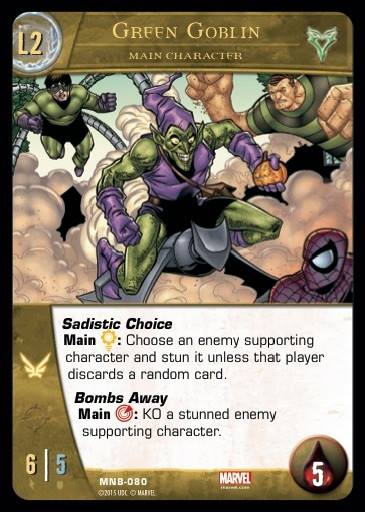 L2
GREEN GOBLIN
MAIN CHARACTER
Sadistic Choice
Main : Choose an enemy supporting
character and stun it unless that player
discards a random card.
Bombs Away
Main : KO a stunned enemy
supporting character.
6 | 5
MNB-080
©2015 UDC © MARVEL
MARVEL
marvel.com
5